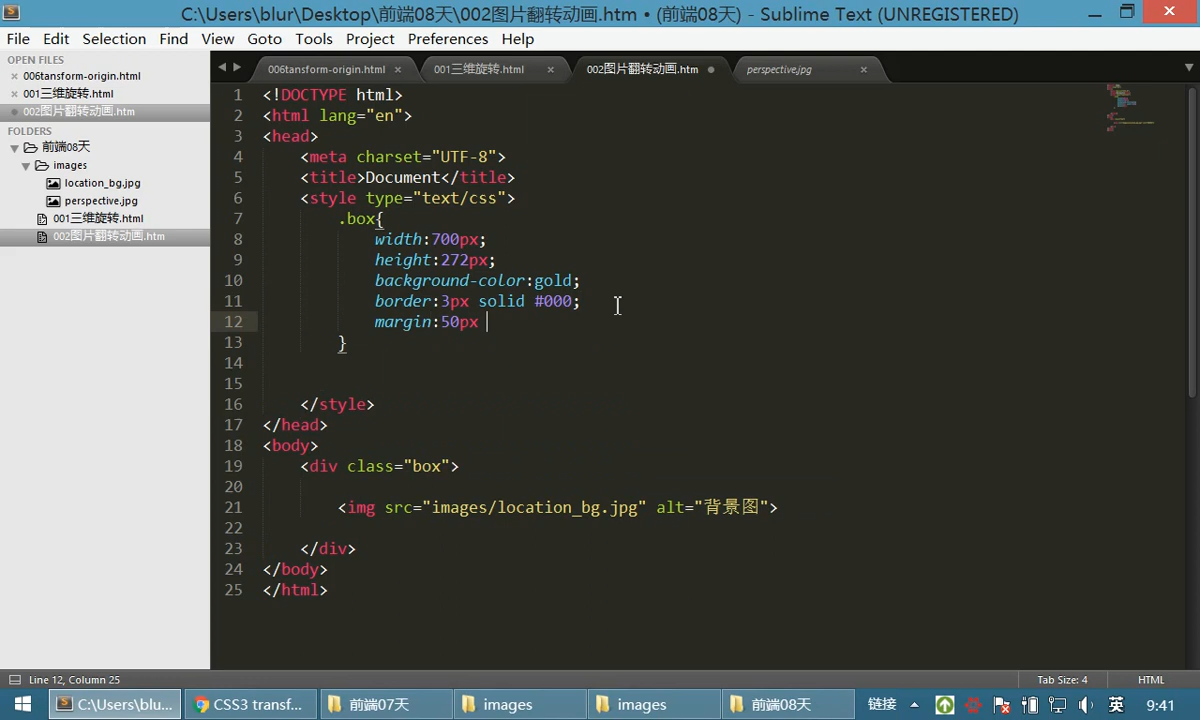 C:\Users\blur\Desktop\前端08天\002图片翻转动画.htm • (前端08天) - Sublime Text (UNREGISTERED)
File Edit Selection Find View Goto Tools Project Preferences Help
OPEN FILES
006tansform-origin.html
001三维旋转.html
002图片翻转动画.htm
FOLDERS
前端08天
images
location_bg.jpg
perspective.jpg
001三维旋转.html
002图片翻转动画.htm
006tansform-origin.html 001三维旋转.html 002图片翻转动画.htm perspective.jpg
1 <!DOCTYPE html>
2 <html lang="en">
3 <head>
4 <meta charset="UTF-8">
5 <title>Document</title>
6 <style type="text/css">
7 .box{
8 width:700px;
9 height:272px;
10 background-color:gold;
11 border:3px solid #000;
12 margin:50px
13 }
14
15
16 </style>
17 </head>
18 <body>
19 <div class="box">
20
21 <img src="images/location_bg.jpg" alt="背景图">
22
23 </div>
24 </body>
25 </html>
Line 12, Column 25 Tab Size: 4 HTML
C:\Users\blu... CSS3 transf... 前端07天 images images 前端08天 链接 英 9:41